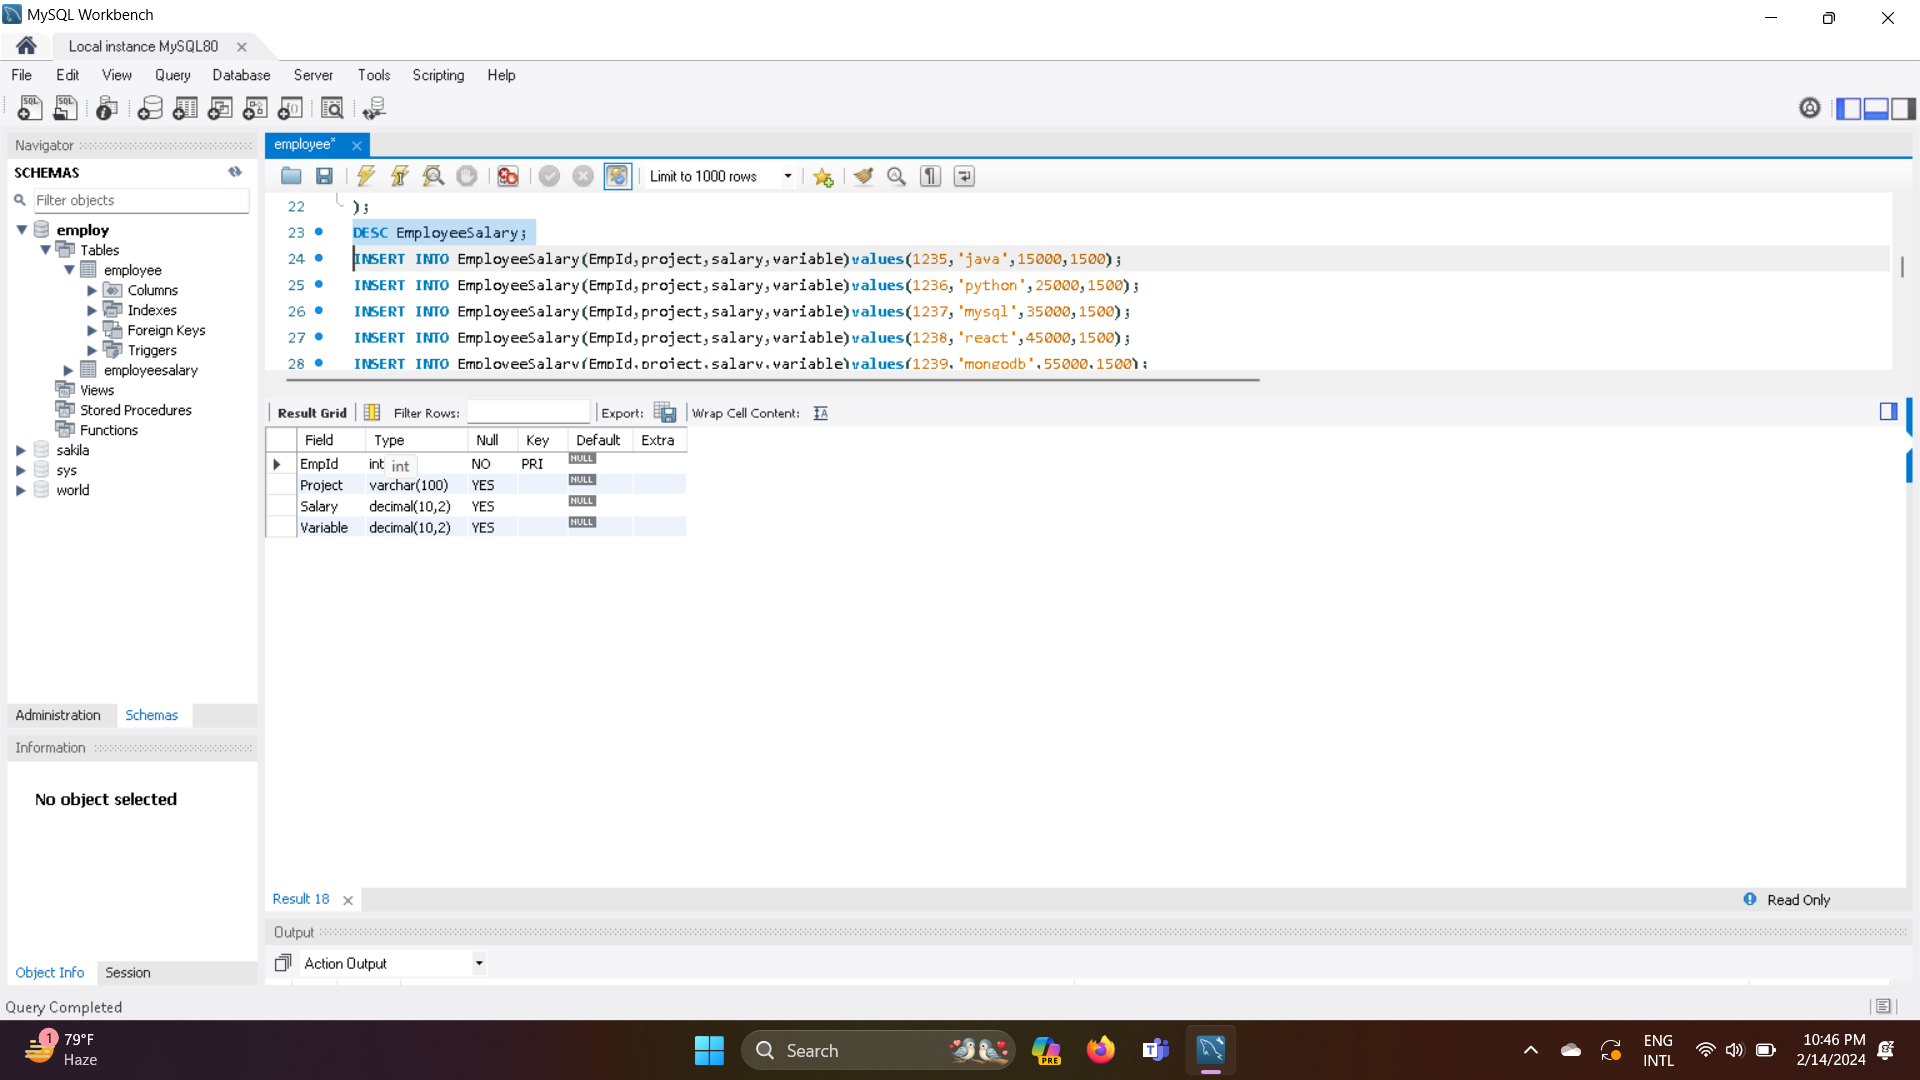 MySQL Workbench
Local instance MySQL80
File Edit View Query Database Server Tools Scripting Help
Navigator
SCHEMAS
Filter objects
employ
Tables
employee
Columns
Indexes
Foreign Keys
Triggers
employeesalary
Views
Stored Procedures
Functions
sakila
sys
world
Administration Schemas
Information
No object selected
Object Info Session
employee*
Limit to 1000 rows
22 );
23 DESC EmployeeSalary;
24 INSERT INTO EmployeeSalary(EmpId,project,salary,variable)values(1235,'java',15000,1500);
25 INSERT INTO EmployeeSalary(EmpId,project,salary,variable)values(1236,'python',25000,1500);
26 INSERT INTO EmployeeSalary(EmpId,project,salary,variable)values(1237,'mysql',35000,1500);
27 INSERT INTO EmployeeSalary(EmpId,project,salary,variable)values(1238,'react',45000,1500);
28 INSERT INTO EmployeeSalary(EmpId,project,salary,variable)values(1239,'mongodb',55000,1500);
Result Grid Filter Rows: Export: Wrap Cell Content: IA
Field Type Null Key Default Extra
EmpId int int NO PRI NULL
Project varchar(100) YES NULL
Salary decimal(10,2) YES NULL
Variable decimal(10,2) YES NULL
Result 18
Read Only
Output
Action Output
Query Completed
1 79°F
Haze
Search
PRE
ENG
INTL
10:46 PM
2/14/2024